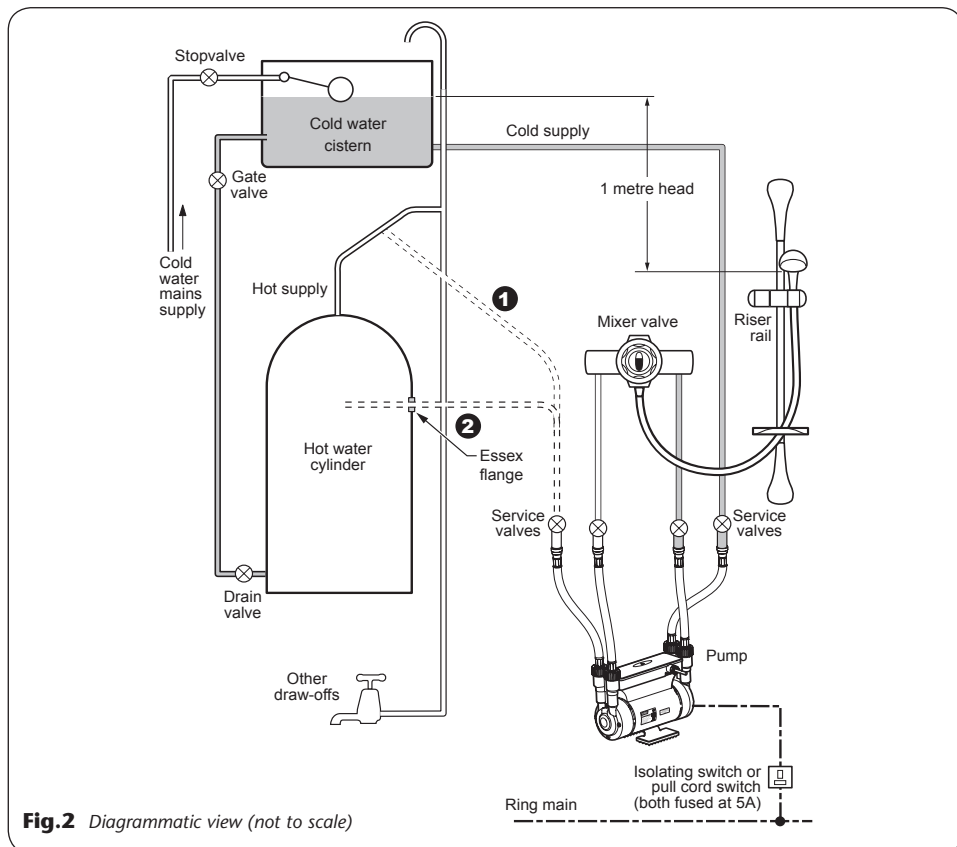 Stopvalve
Cold water
cistern
Cold supply
1 metre head
Gate
valve
Cold
water
mains
supply
Hot supply
1
Mixer valve
Riser
rail
2
Essex
flange
Hot water
cylinder
Service
valves
Service
valves
Drain
valve
Pump
Other
draw-offs
Isolating switch or
pull cord switch
(both fused at 5A)
Ring main
Fig.2 Diagrammatic view (not to scale)